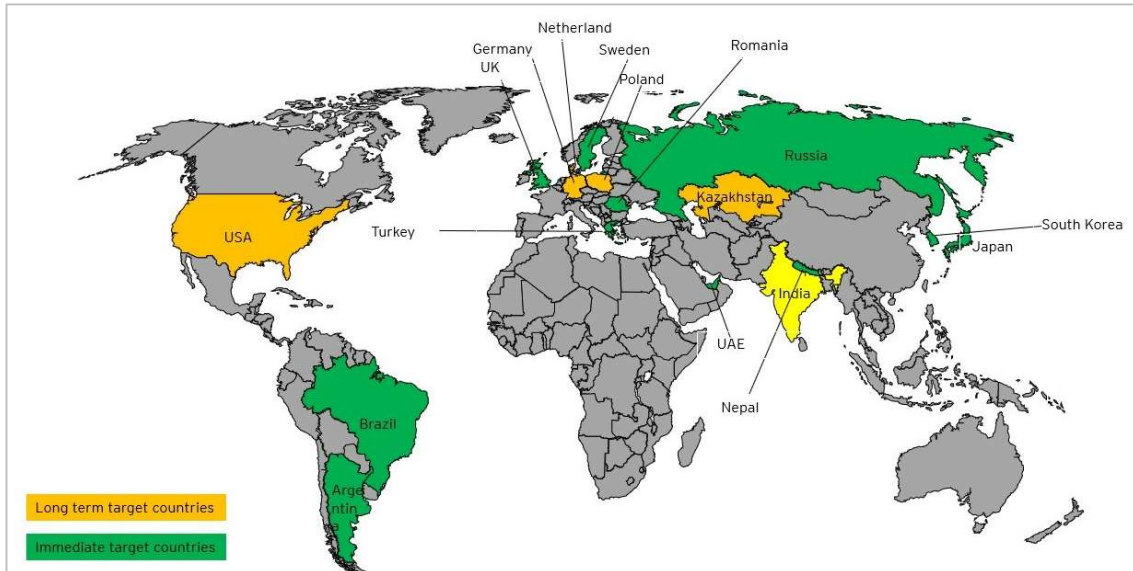 Netherland
Germany
Sweden
Romania
UK
Poland
Russia
Kazakhstan
USA
Turkey
South Korea
Japan
India
UAE
Nepal
Brazil
Arge
ntin
a
Long term target countries
Immediate target countries